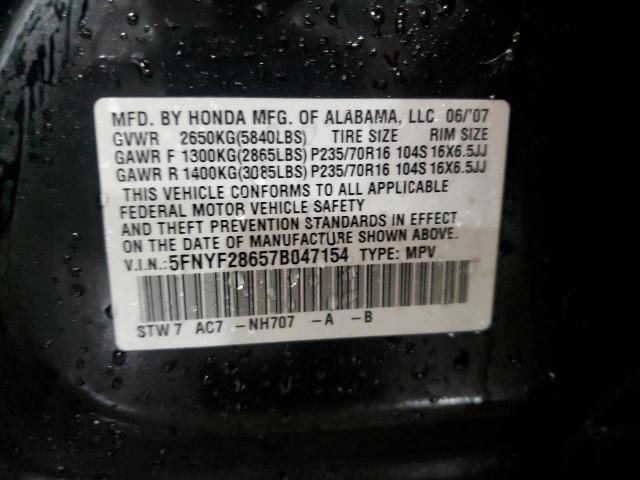 MFD. BY HONDA MFG. OF ALABAMA, LLC 06/'07
GVWR 2650KG(5840LBS) TIRE SIZE RIM SIZE
GAWR F 1300KG(2865LBS) P235/70R16 104S 16X6.5JJ
GAWR R 1400KG(3085LBS) P235/70R16 104S 16X6.5JJ
THIS VEHICLE CONFORMS TO ALL APPLICABLE
FEDERAL MOTOR VEHICLE SAFETY
AND THEFT PREVENTION STANDARDS IN EFFECT
ON THE DATE OF MANUFACTURE SHOWN ABOVE.
V.I.N.: 5FNYF28657B047154 TYPE: MPV
STW7 AC7 -NH707 -A -B